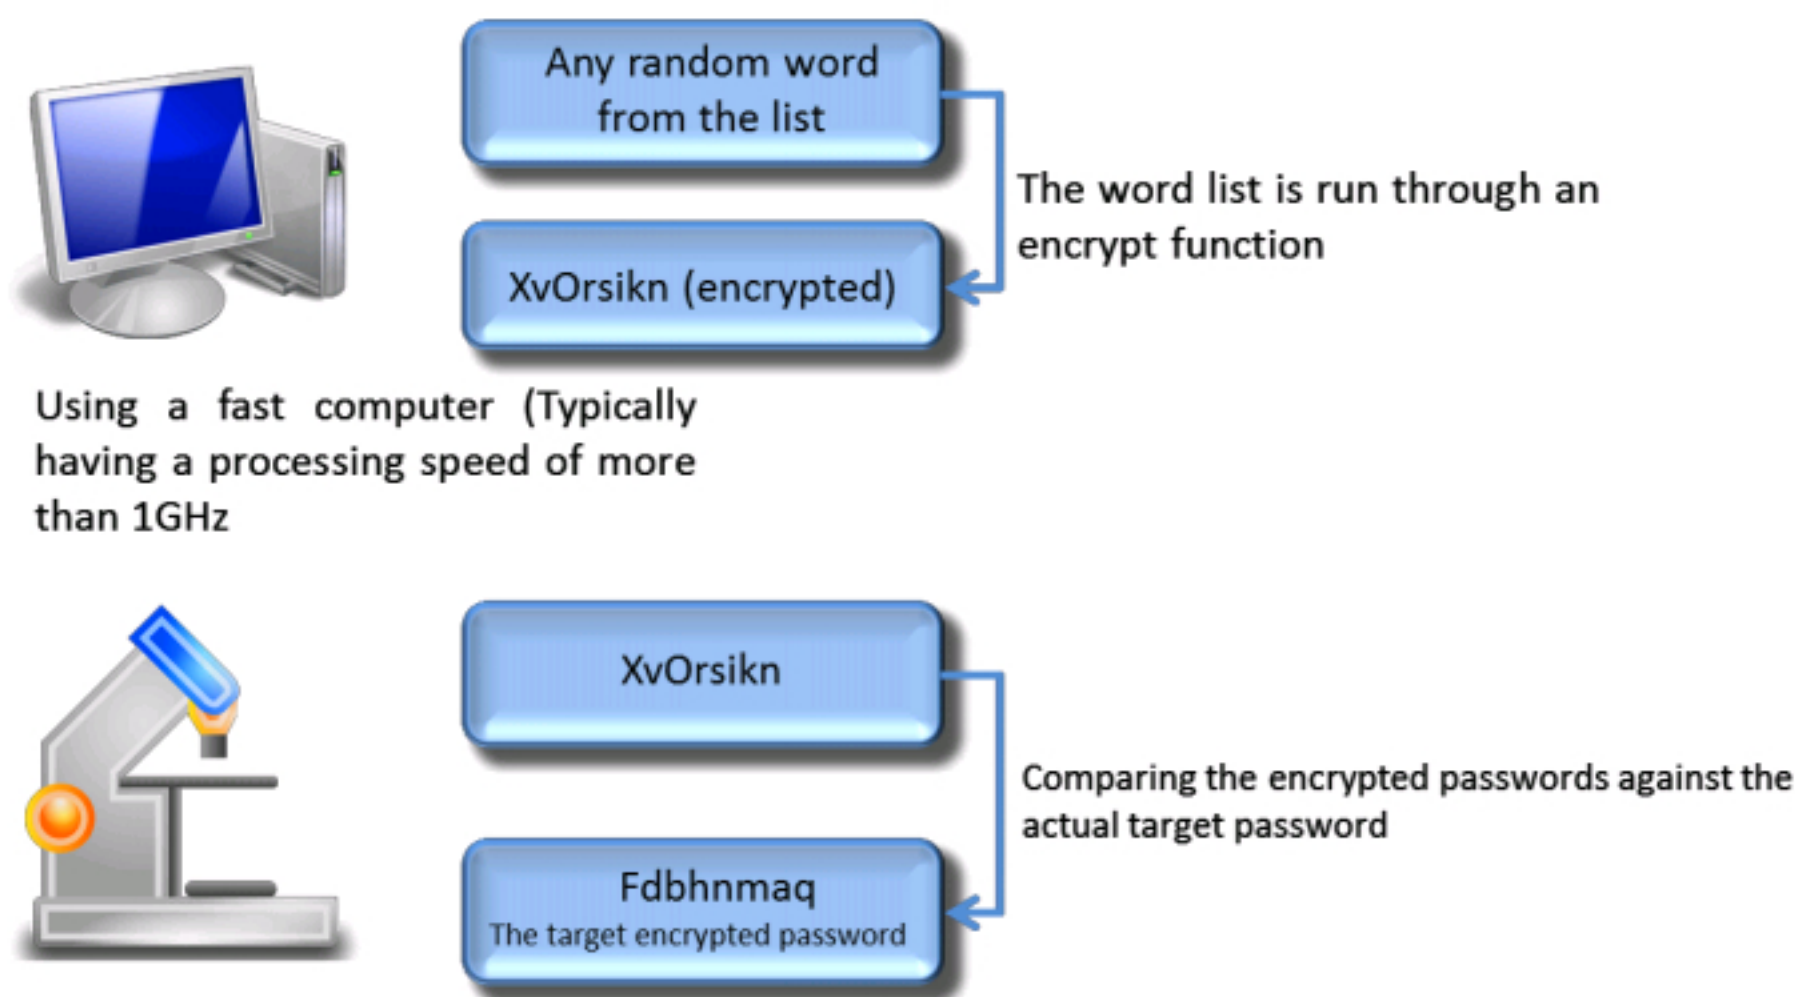 Any random word
from the list
The word list is run through an
encrypt function
XvOrsikn (encrypted)
Using a fast computer (Typically
having a processing speed of more
than 1GHz
XvOrsikn
Comparing the encrypted passwords against the
actual target password
Fdbhnmaq
The target encrypted password